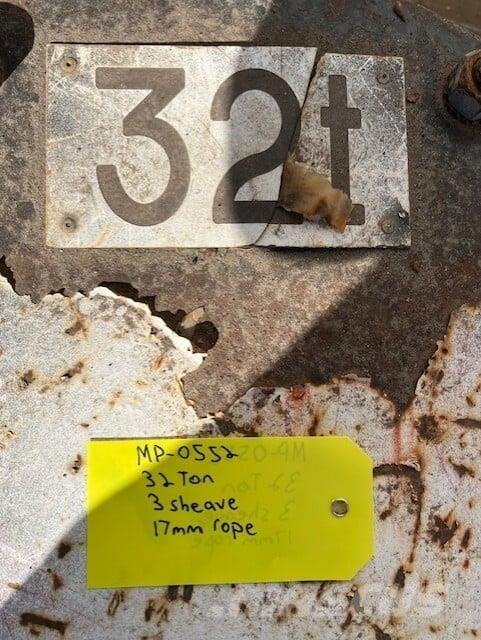 32t
MP-0552
32 Ton
3 sheave
17mm rope